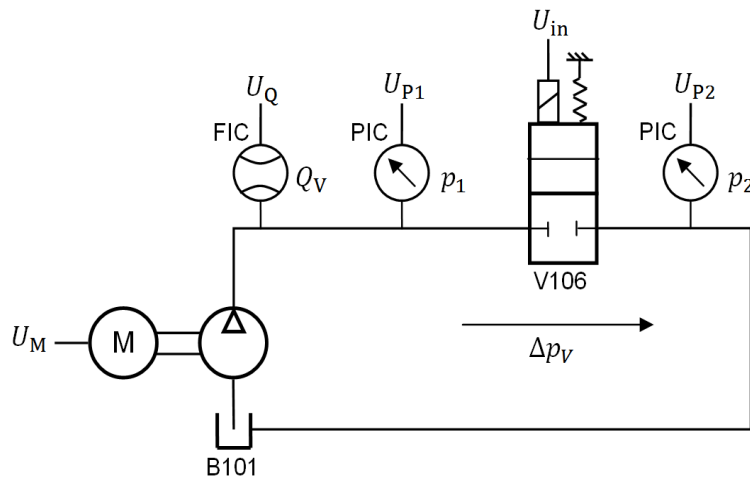 U_in
U_Q
U_P1
U_P2
FIC
PIC
PIC
Q_V
p_1
p_2
V106
U_M
M
Δp_V
B101